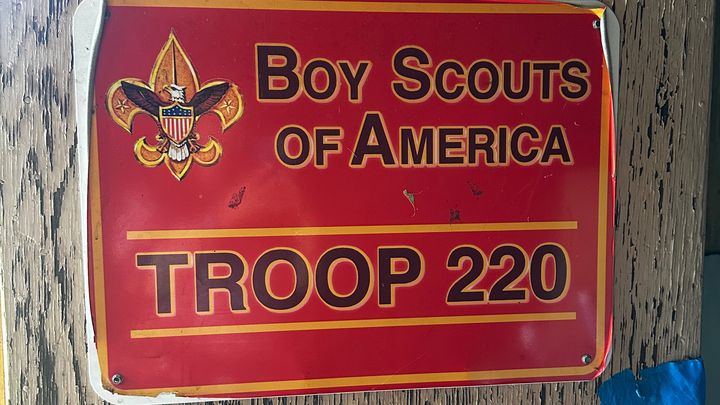 BOY SCOUTS
OF AMERICA
TROOP 220